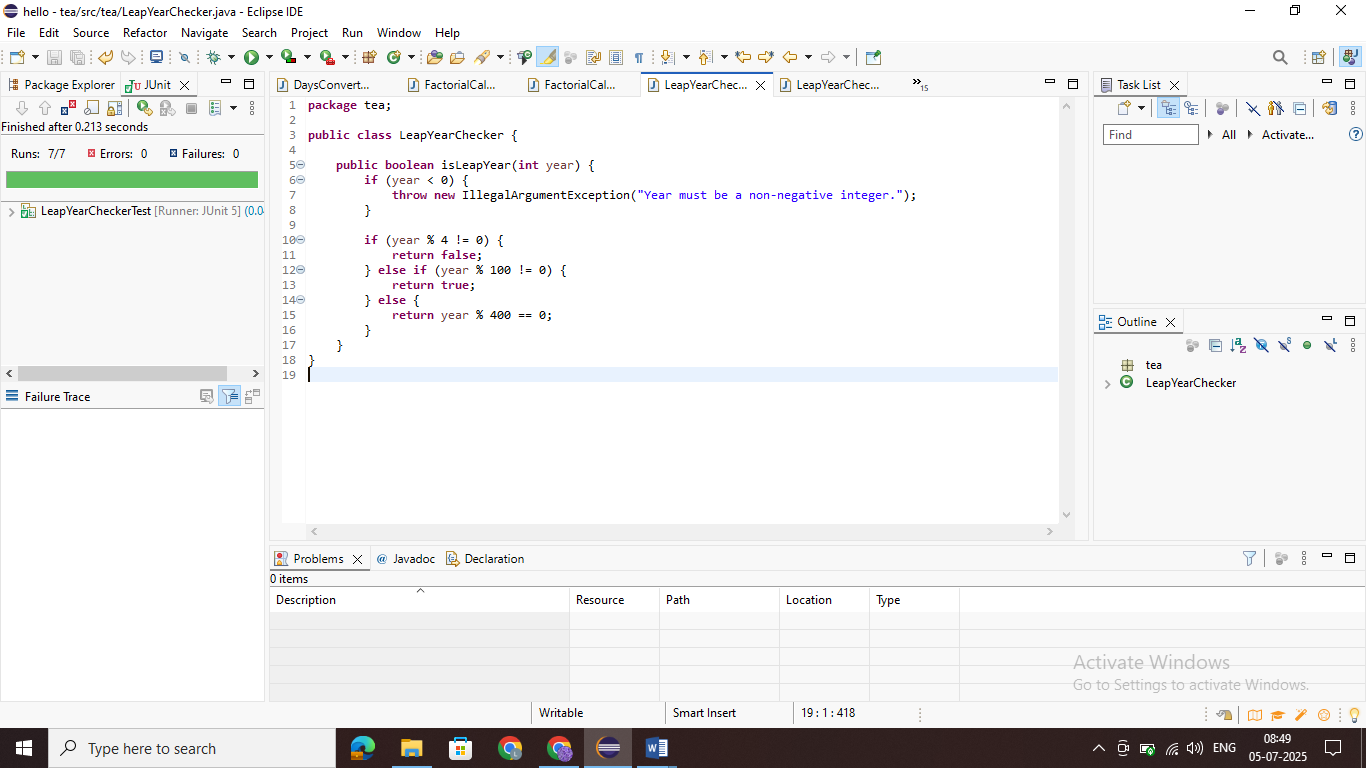 hello - tea/src/tea/LeapYearChecker.java - Eclipse IDE
File Edit Source Refactor Navigate Search Project Run Window Help
Package Explorer JUnit
Finished after 0.213 seconds
Runs: 7/7 Errors: 0 Failures: 0
LeapYearCheckerTest [Runner: JUnit 5] (0.0
Failure Trace
DaysConvert... FactorialCal... FactorialCal... LeapYearChec... LeapYearChec... »15
1 package tea;
2
3 public class LeapYearChecker {
4
5 public boolean isLeapYear(int year) {
6 if (year < 0) {
7 throw new IllegalArgumentException("Year must be a non-negative integer.");
8 }
9
10 if (year % 4 != 0) {
11 return false;
12 } else if (year % 100 != 0) {
13 return true;
14 } else {
15 return year % 400 == 0;
16 }
17 }
18 }
19
Task List
Find All Activate...
Outline
tea
LeapYearChecker
Problems @ Javadoc Declaration
0 items
Description Resource Path Location Type
Activate Windows
Go to Settings to activate Windows.
Writable Smart Insert 19 : 1 : 418
Type here to search
ENG
08:49
05-07-2025